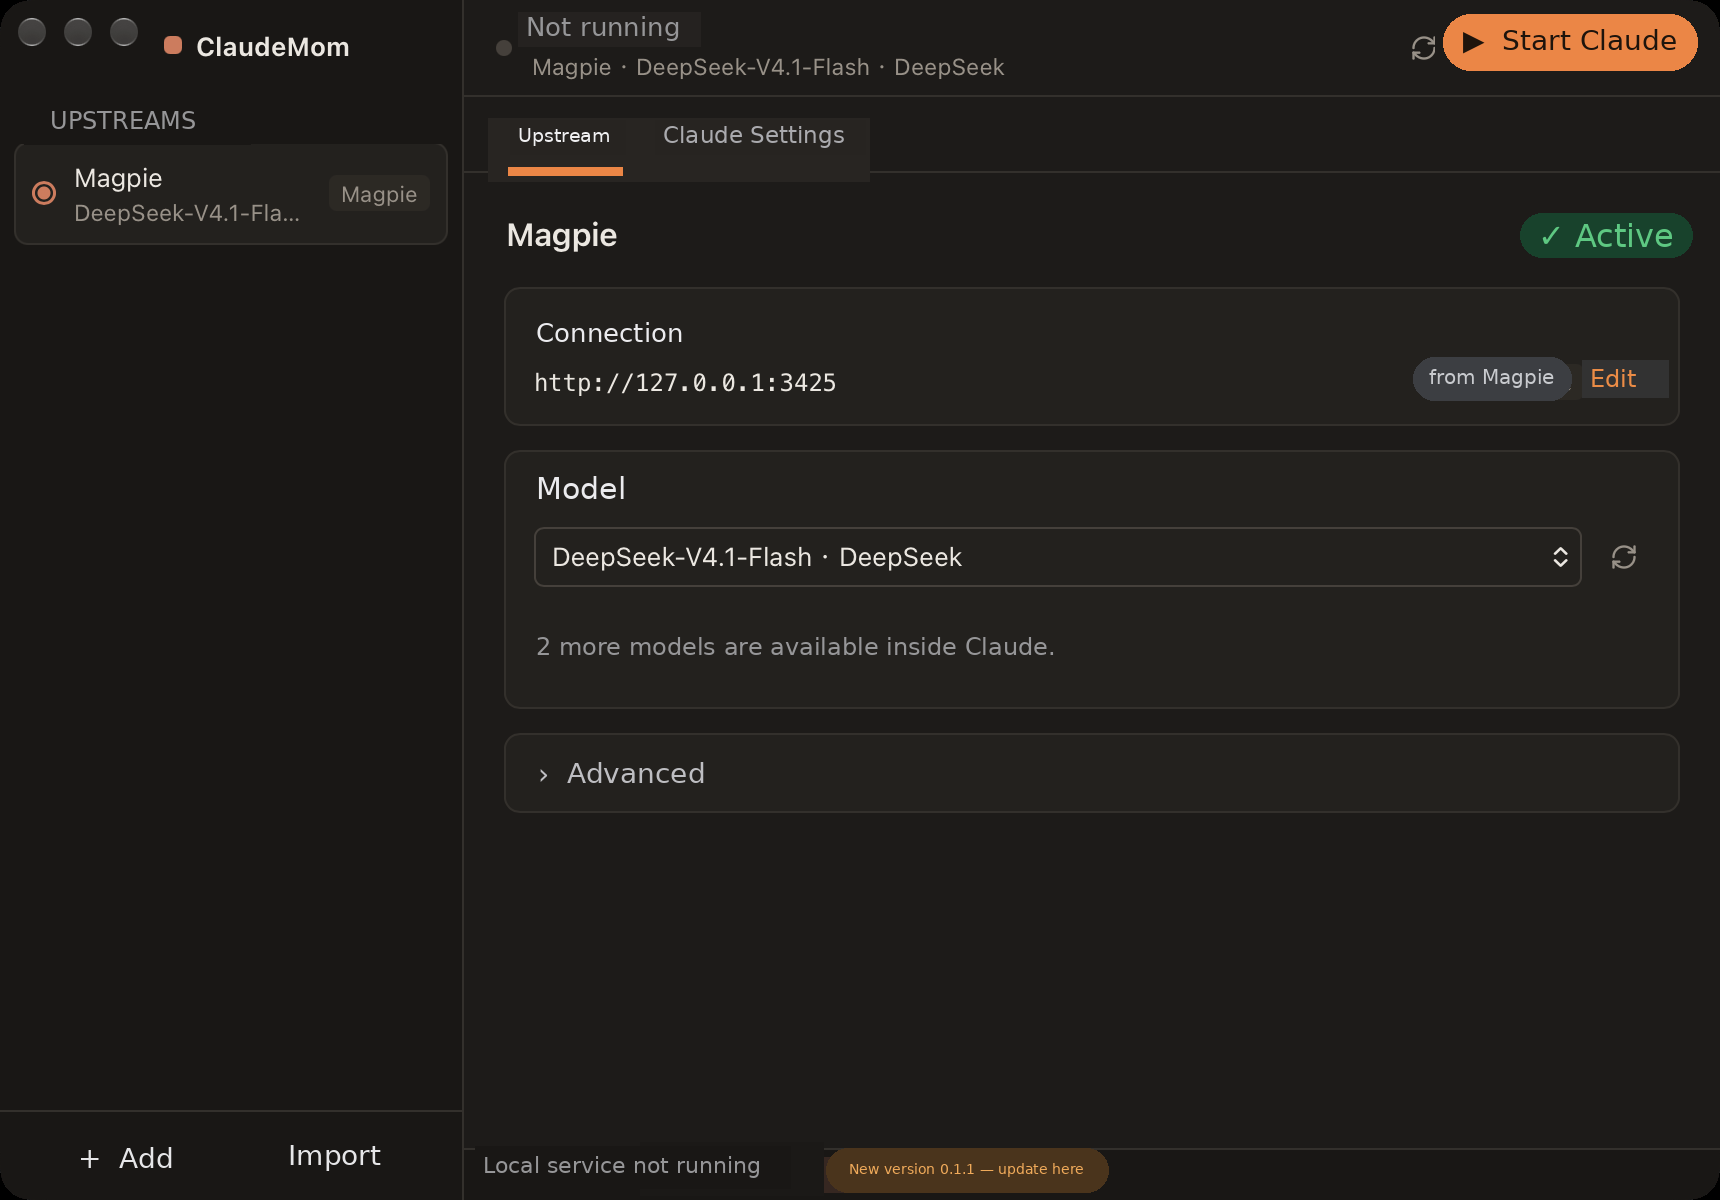 ClaudeMom
UPSTREAMS
Magpie
DeepSeek-V4.1-Fla...
Magpie
+ Add
Import
Not running
Magpie · DeepSeek-V4.1-Flash · DeepSeek
▶ Start Claude
Upstream
Claude Settings
Magpie
✓ Active
Connection
http://127.0.0.1:3425
from Magpie
Edit
Model
DeepSeek-V4.1-Flash · DeepSeek
2 more models are available inside Claude.
› Advanced
Local service not running
New version 0.1.1 — update here